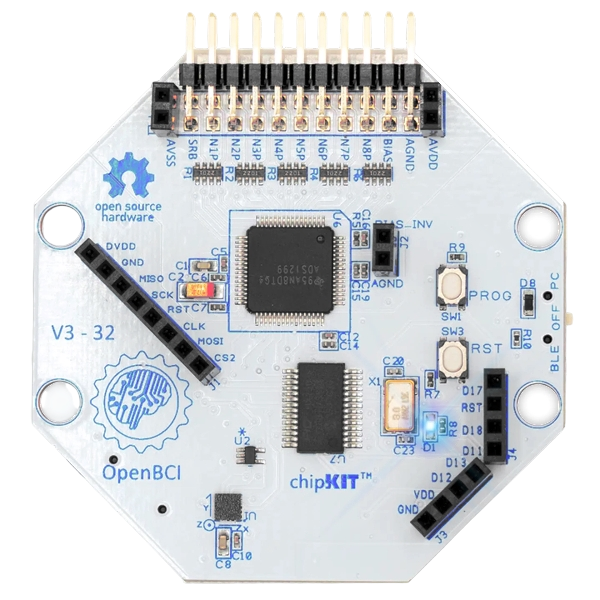 AVSS
SRB
N1P
N2P
N3P
N4P
N5P
N6P
N7P
N8P
BIAS
AGND
AVDD
R1
R2
R3
R4
R6
open source
hardware
C5
C1
C6
C2
C7
R5
C16
BIAS_INV
J2
AGND
C15
C19
95AN8DTG4
ADS1299
DVDD
GND
MISO
SCK
RST
CLK
MOSI
CS2
R9
PROG
SW1
SW3
RST
D8
PC
OFF
BLE
R10
V3 - 32
C12
C14
C20
X1
R7
R8
D1
C23
D17
RST
D18
D11
J4
D13
D12
VDD
GND
J3
OpenBCI
*
U2
chipKIT™
Y
Z
X
C8
C10